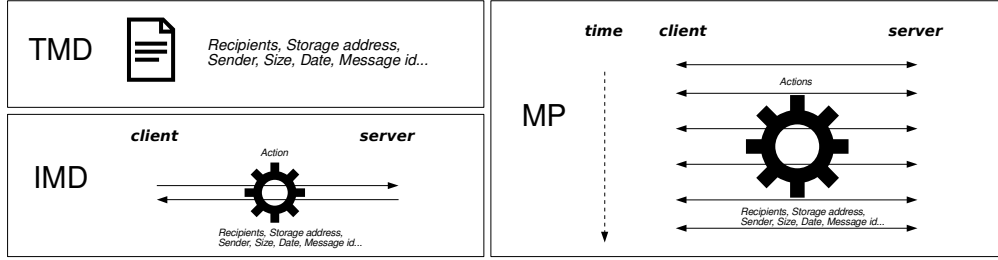 TMD
Recipients, Storage address,
Sender, Size, Date, Message id...
IMD
client
server
Action
Recipients, Storage address,
Sender, Size, Date, Message id...
MP
time
client
server
Actions
Recipients, Storage address,
Sender, Size, Date, Message id...